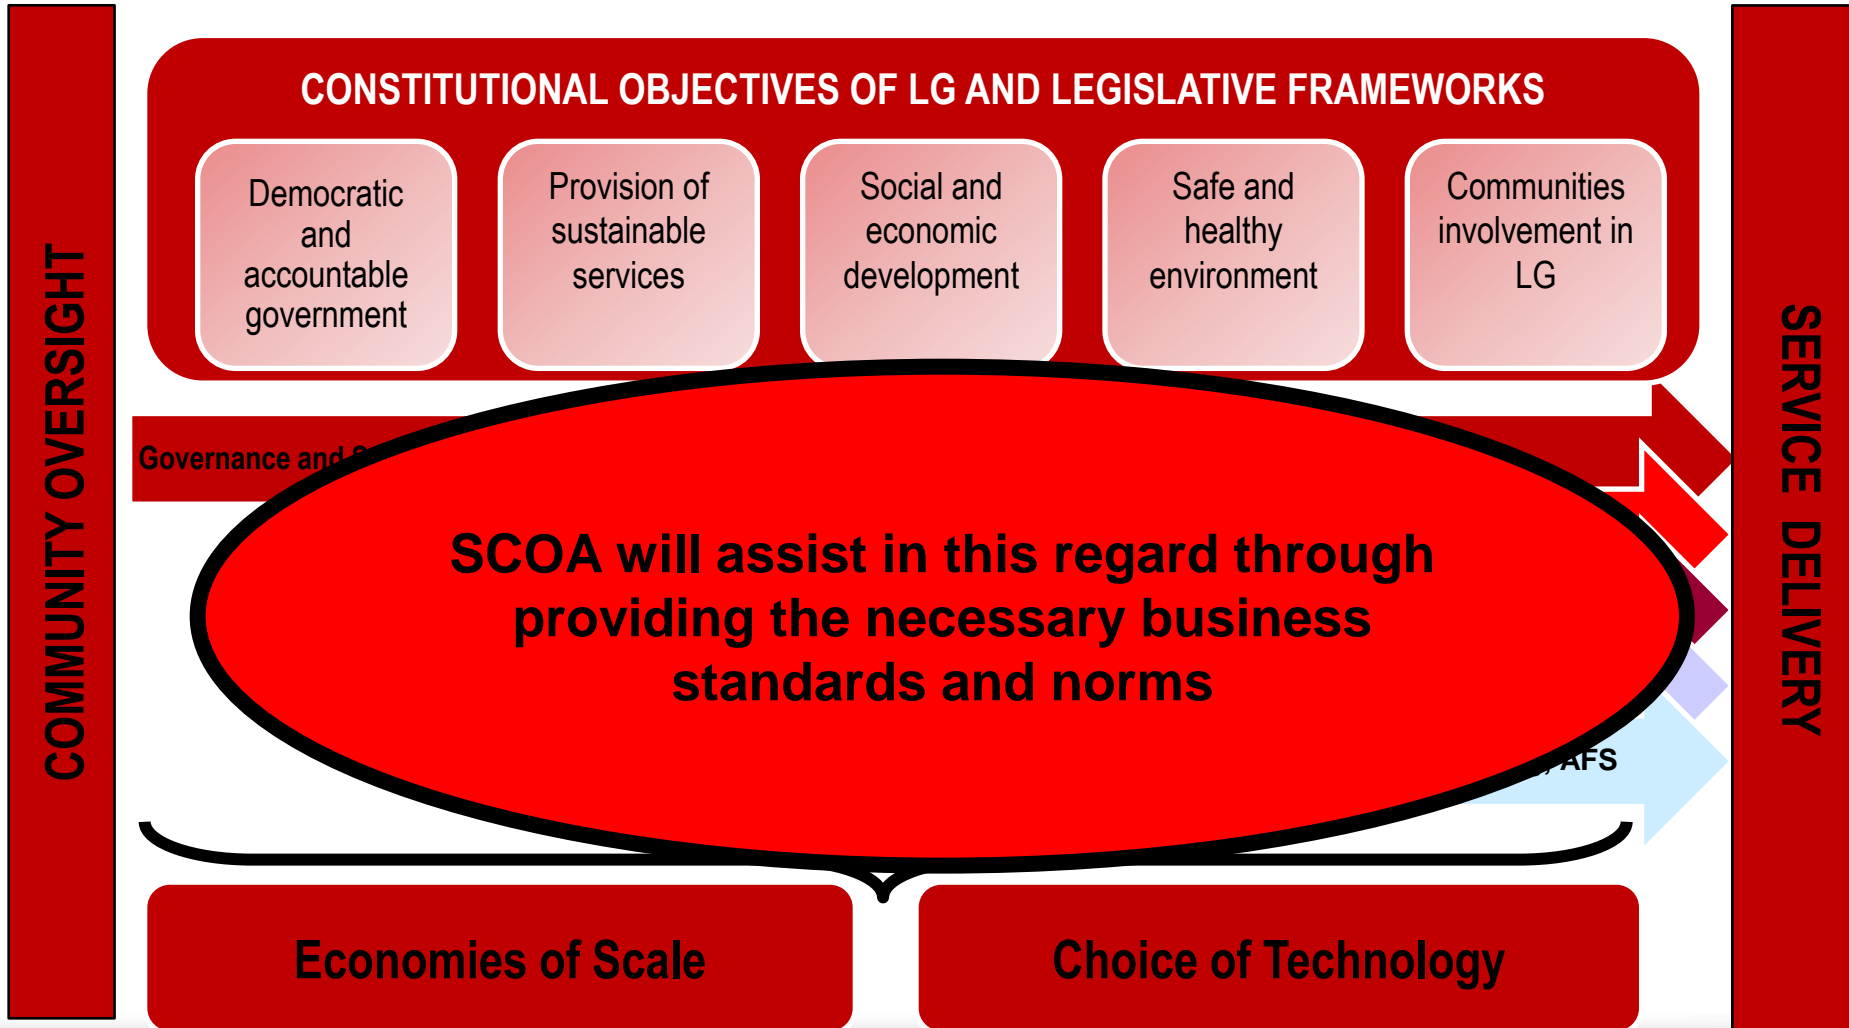 COMMUNITY OVERSIGHT
CONSTITUTIONAL OBJECTIVES OF LG AND LEGISLATIVE FRAMEWORKS
Democratic
and
accountable
government
Provision of
sustainable
services
Social and
economic
development
Safe and
healthy
environment
Communities
involvement in
LG
Governance and
SCOA will assist in this regard through
providing the necessary business
standards and norms
AFS
Economies of Scale
Choice of Technology
SERVICE DELIVERY